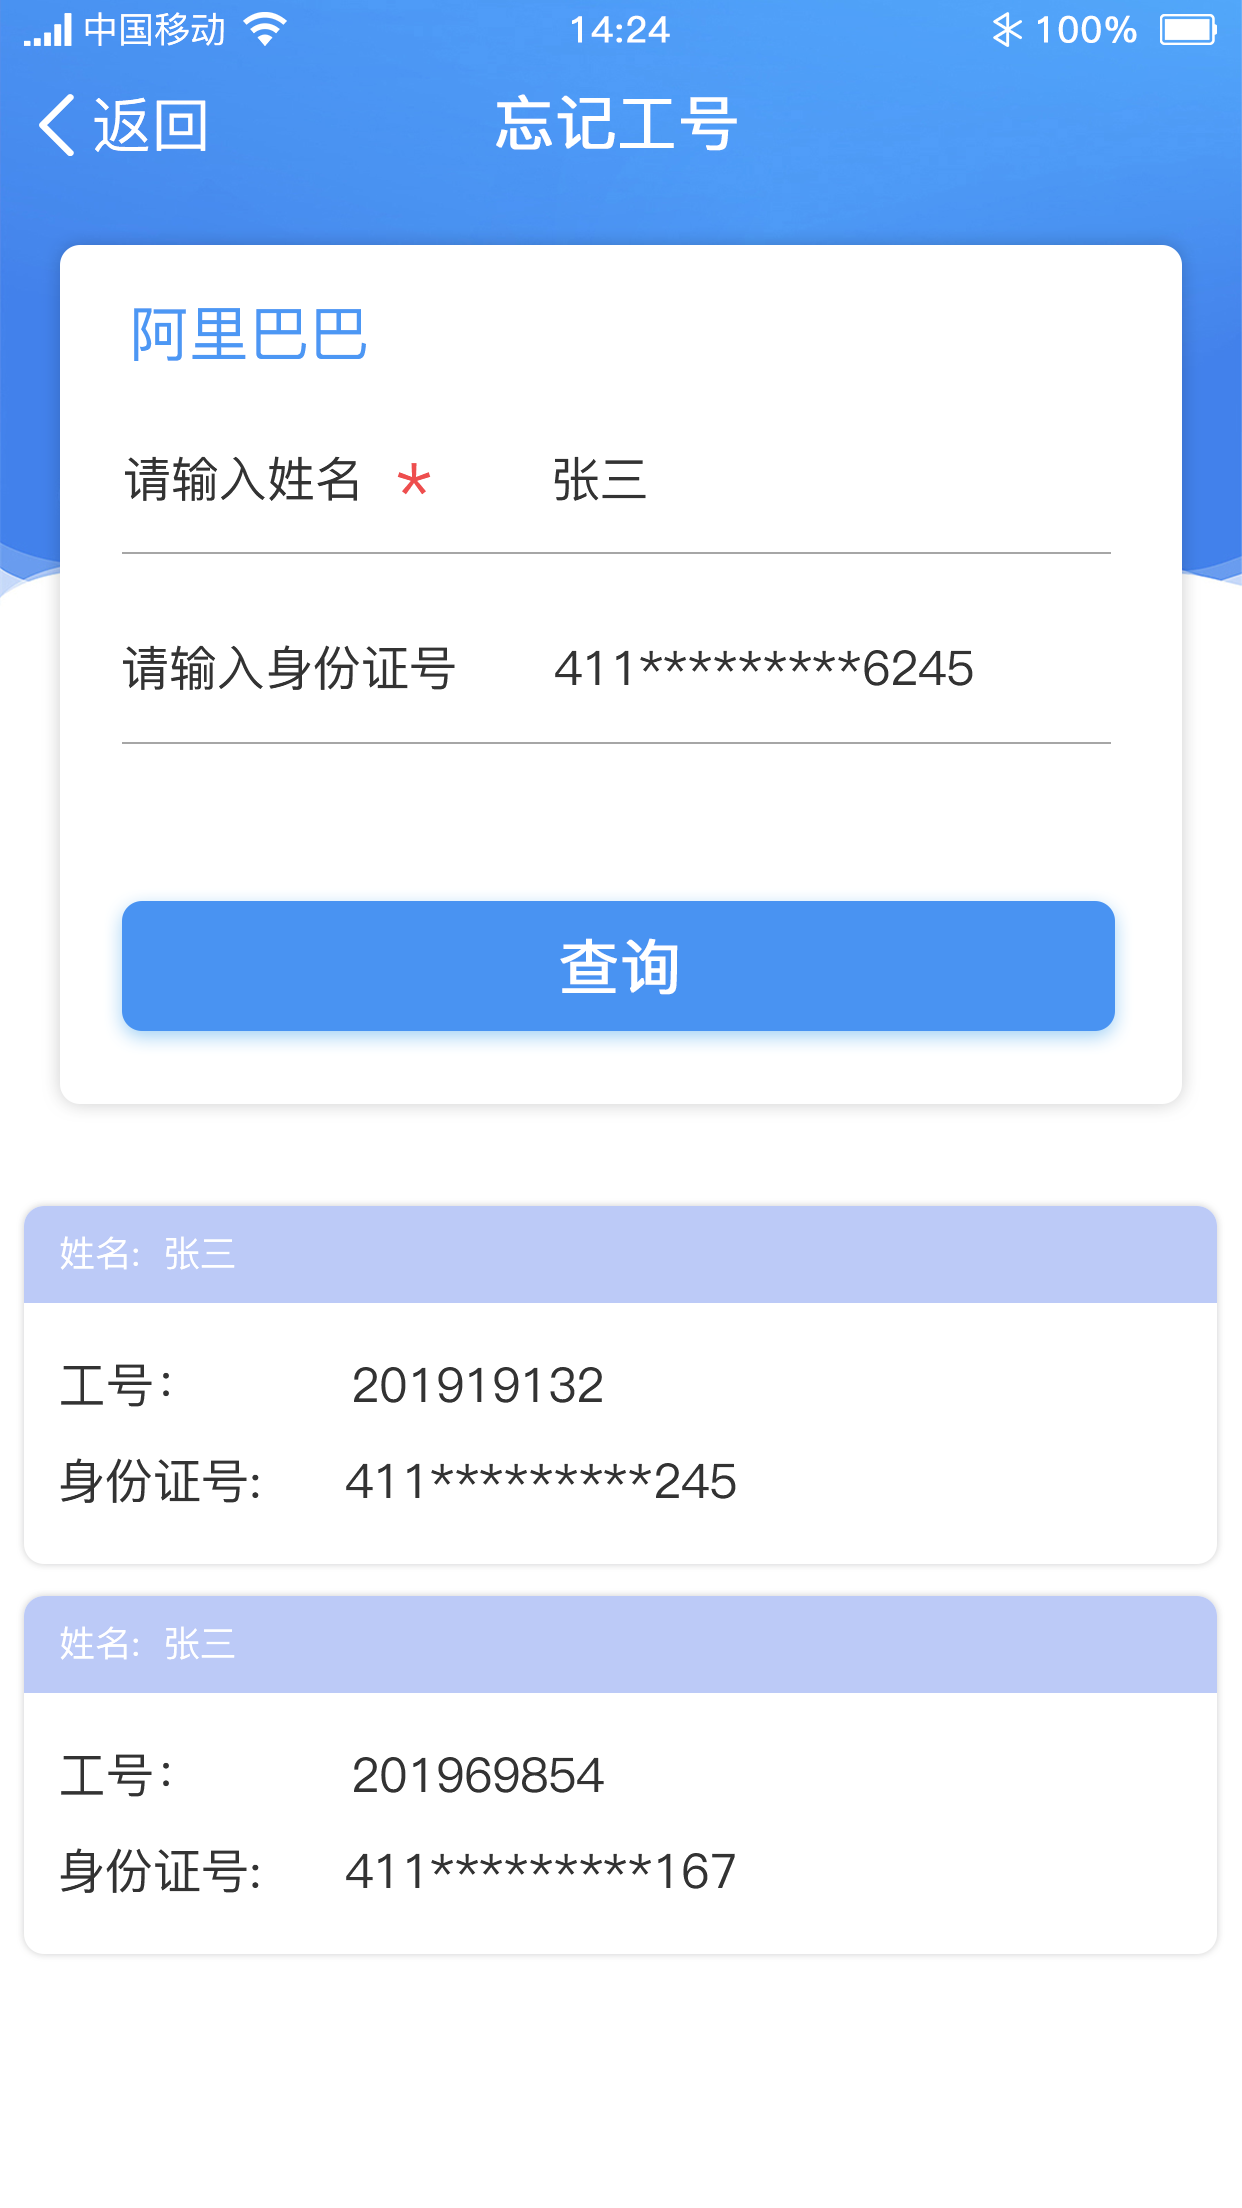 中国移动 14:24 100%
返回 忘记工号
阿里巴巴
请输入姓名 * 张三
请输入身份证号 411*********6245
查询
姓名: 张三
工号: 201919132
身份证号: 411*********245
姓名: 张三
工号: 201969854
身份证号: 411*********167